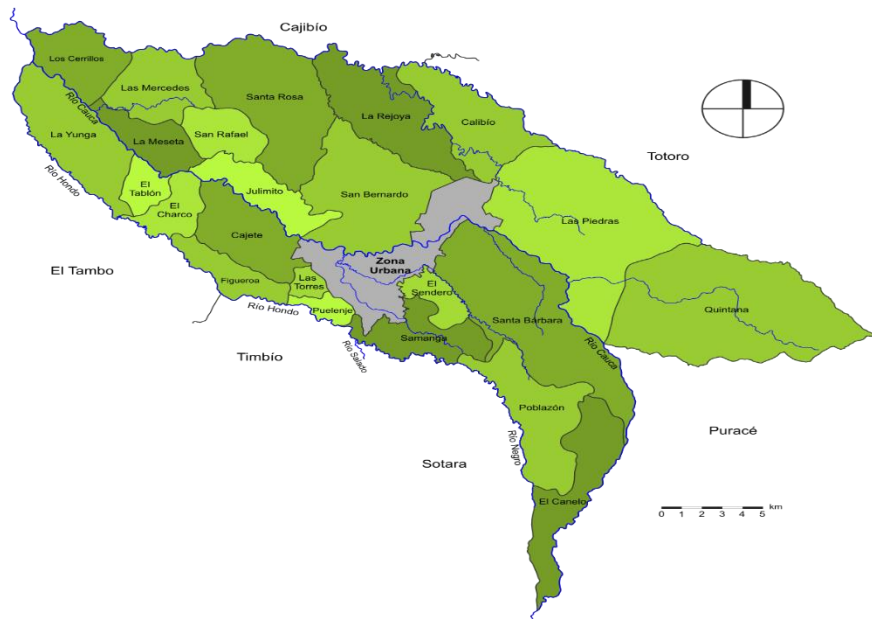 Cajibío
Los Cerrillos
Las Mercedes
Santa Rosa
La Rejoya
Calibío
Río Cauca
La Yunga
La Meseta
San Rafael
Totoro
Río Hondo
El
Tablón
Julimito
San Bernardo
El
Charco
Las Piedras
Cajete
Zona
Urbana
El Tambo
Figueroa
Las
Torres
El
Sendero
Quintana
Río Hondo
Puelenje
Santa Bárbara
Samanga
Río Cauca
Río Salado
Timbío
Poblazón
Puracé
Río Negro
Sotara
El Canelo
km
0 1 2 3 4 5